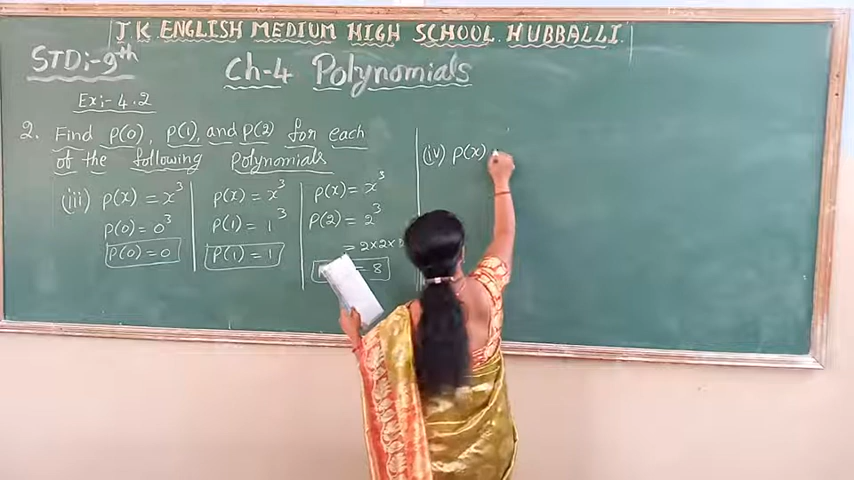 J K ENGLISH MEDIUM HIGH SCHOOL HUBBALLI
STD:-9th
Ch-4 Polynomials
Ex:-4.2
2. Find P(0), P(1), and P(2) for each
of the following Polynomials
(iii) P(x) = x³
P(0) = 0³
P(0) = 0
P(x) = x³
P(1) = 1³
P(1) = 1
P(x) = x³
P(2) = 2³
= 2×2×
= 8
(iv) P(x)